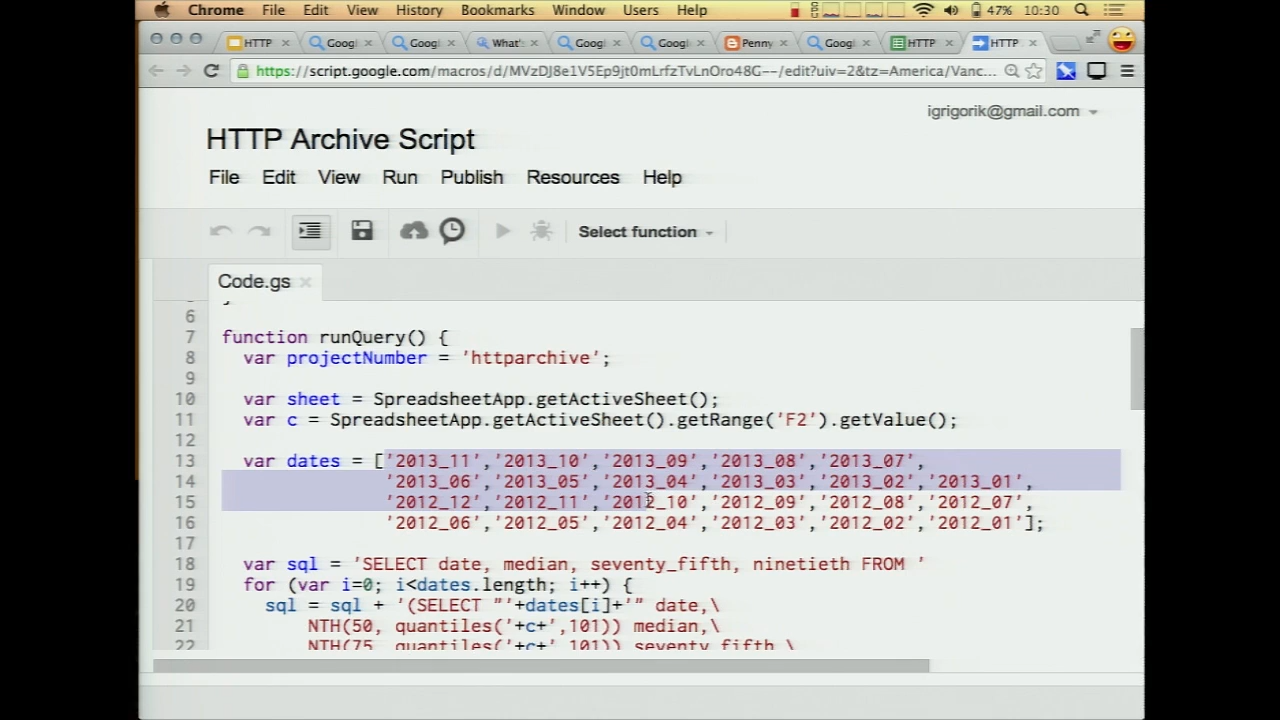 Chrome File Edit View History Bookmarks Window Users Help 47% 10:30
HTTP Googl Googl What's Googl Googl Penny Googl HTTP HTTP
https://script.google.com/macros/d/MVzDJ8e1V5Ep9jt0mLrfzTvLnOro48G--/edit?uiv=2&tz=America/Vanc...
igrigorik@gmail.com
HTTP Archive Script
File Edit View Run Publish Resources Help
Select function
Code.gs
6
7 function runQuery() {
8 var projectNumber = 'httparchive';
9
10 var sheet = SpreadsheetApp.getActiveSheet();
11 var c = SpreadsheetApp.getActiveSheet().getRange('F2').getValue();
12
13 var dates = ['2013_11','2013_10','2013_09','2013_08','2013_07',
14 '2013_06','2013_05','2013_04','2013_03','2013_02','2013_01',
15 '2012_12','2012_11','2012_10','2012_09','2012_08','2012_07',
16 '2012_06','2012_05','2012_04','2012_03','2012_02','2012_01'];
17
18 var sql = 'SELECT date, median, seventy_fifth, ninetieth FROM '
19 for (var i=0; i<dates.length; i++) {
20 sql = sql + '(SELECT "'+dates[i]+'" date,\
21 NTH(50, quantiles('+c+',101)) median,\
22 NTH(75, quantiles('+c+',101)) seventy_fifth,\